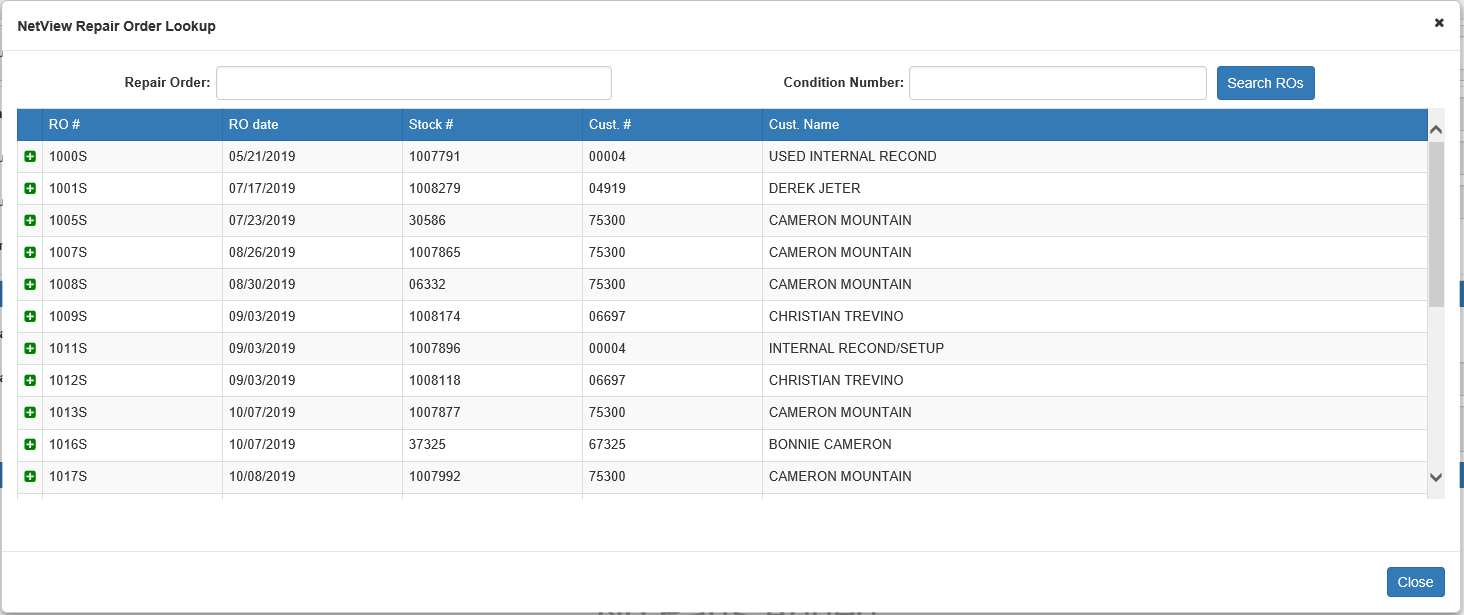 NetView Repair Order Lookup
Repair Order: Condition Number: Search ROs
RO # RO date Stock # Cust. # Cust. Name
1000S 05/21/2019 1007791 00004 USED INTERNAL RECOND
1001S 07/17/2019 1008279 04919 DEREK JETER
1005S 07/23/2019 30586 75300 CAMERON MOUNTAIN
1007S 08/26/2019 1007865 75300 CAMERON MOUNTAIN
1008S 08/30/2019 06332 75300 CAMERON MOUNTAIN
1009S 09/03/2019 1008174 06697 CHRISTIAN TREVINO
1011S 09/03/2019 1007896 00004 INTERNAL RECOND/SETUP
1012S 09/03/2019 1008118 06697 CHRISTIAN TREVINO
1013S 10/07/2019 1007877 75300 CAMERON MOUNTAIN
1016S 10/07/2019 37325 67325 BONNIE CAMERON
1017S 10/08/2019 1007992 75300 CAMERON MOUNTAIN
Close